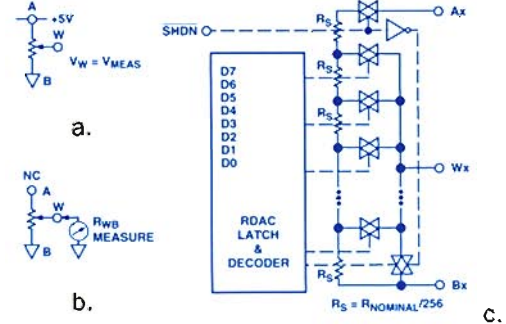 A
+5V
W
V_W = V_MEAS
B
a.
NC
A
W
R_WB
MEASURE
B
b.
SHDN
D7
D6
D5
D4
D3
D2
D1
D0
RDAC
LATCH
&
DECODER
R_S
R_S
R_S
R_S
Ax
Wx
Bx
R_S = R_NOMINAL/256
c.